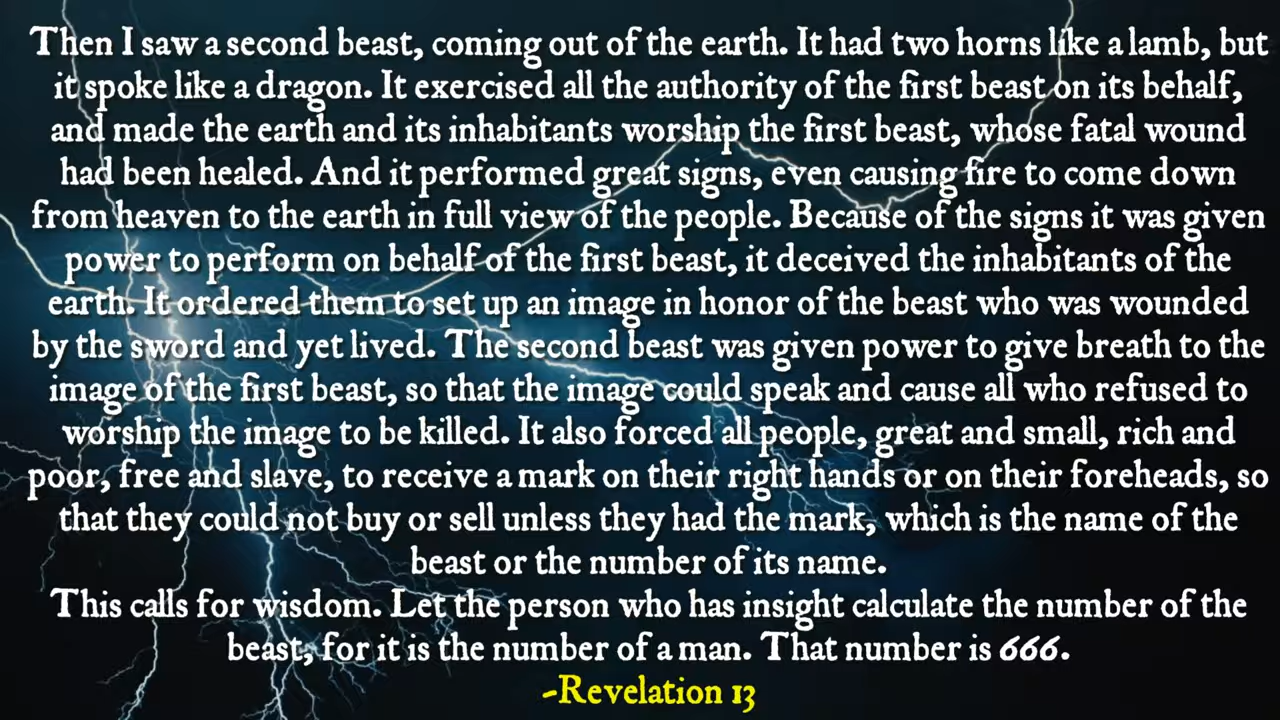 Then I saw a second beast, coming out of the earth. It had two horns like a lamb, but
it spoke like a dragon. It exercised all the authority of the first beast on its behalf,
and made the earth and its inhabitants worship the first beast, whose fatal wound
had been healed. And it performed great signs, even causing fire to come down
from heaven to the earth in full view of the people. Because of the signs it was given
power to perform on behalf of the first beast, it deceived the inhabitants of the
earth. It ordered them to set up an image in honor of the beast who was wounded
by the sword and yet lived. The second beast was given power to give breath to the
image of the first beast, so that the image could speak and cause all who refused to
worship the image to be killed. It also forced all people, great and small, rich and
poor, free and slave, to receive a mark on their right hands or on their foreheads, so
that they could not buy or sell unless they had the mark, which is the name of the
beast or the number of its name.
This calls for wisdom. Let the person who has insight calculate the number of the
beast, for it is the number of a man. That number is 666.
-Revelation 13